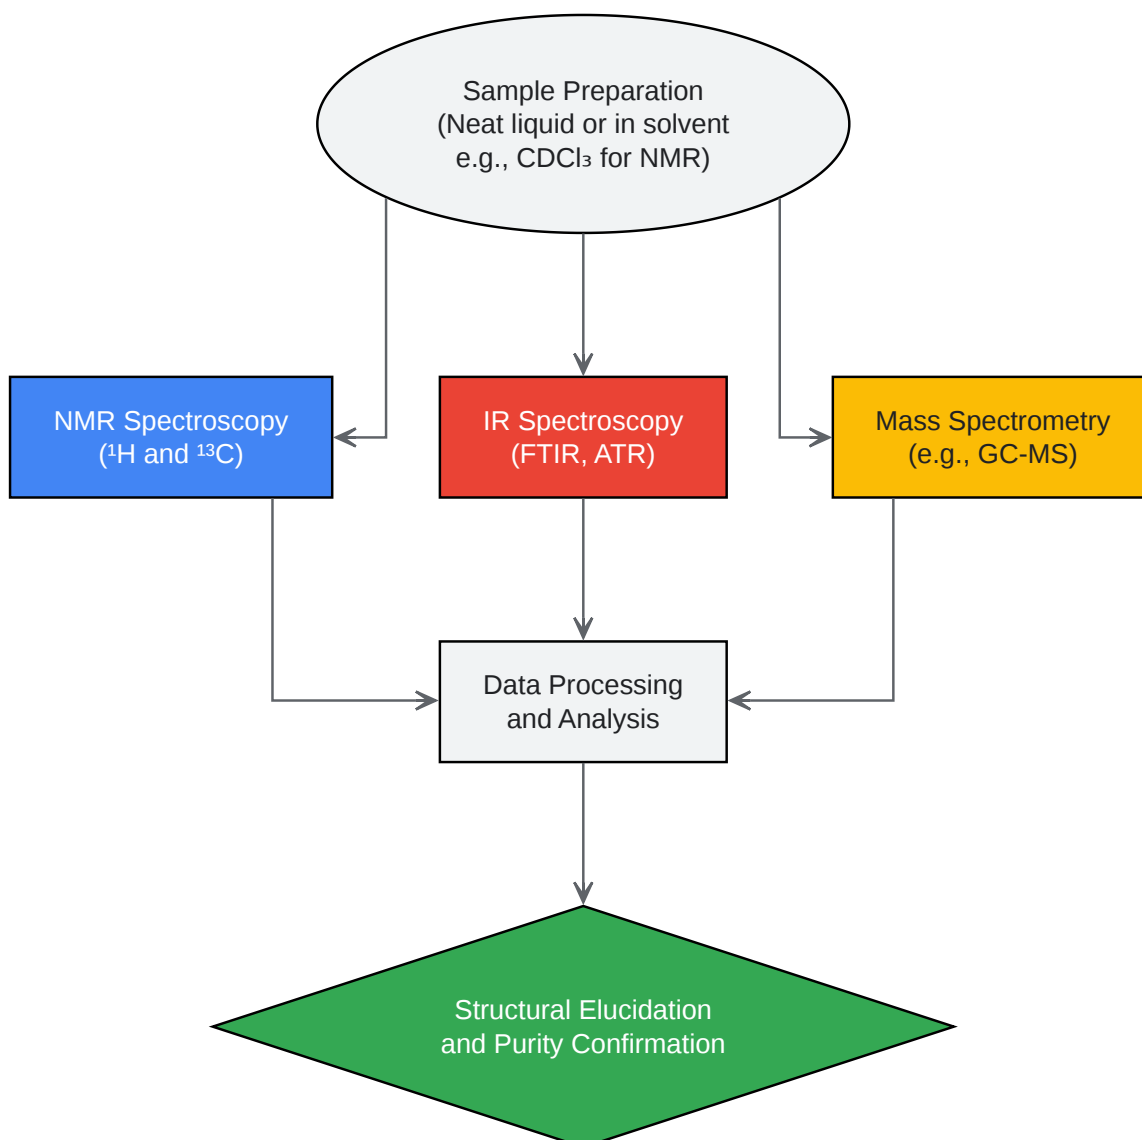 Sample Preparation
(Neat liquid or in solvent
e.g., CDCl₃ for NMR)
NMR Spectroscopy
(¹H and ¹³C)
IR Spectroscopy
(FTIR, ATR)
Mass Spectrometry
(e.g., GC-MS)
Data Processing
and Analysis
Structural Elucidation
and Purity Confirmation